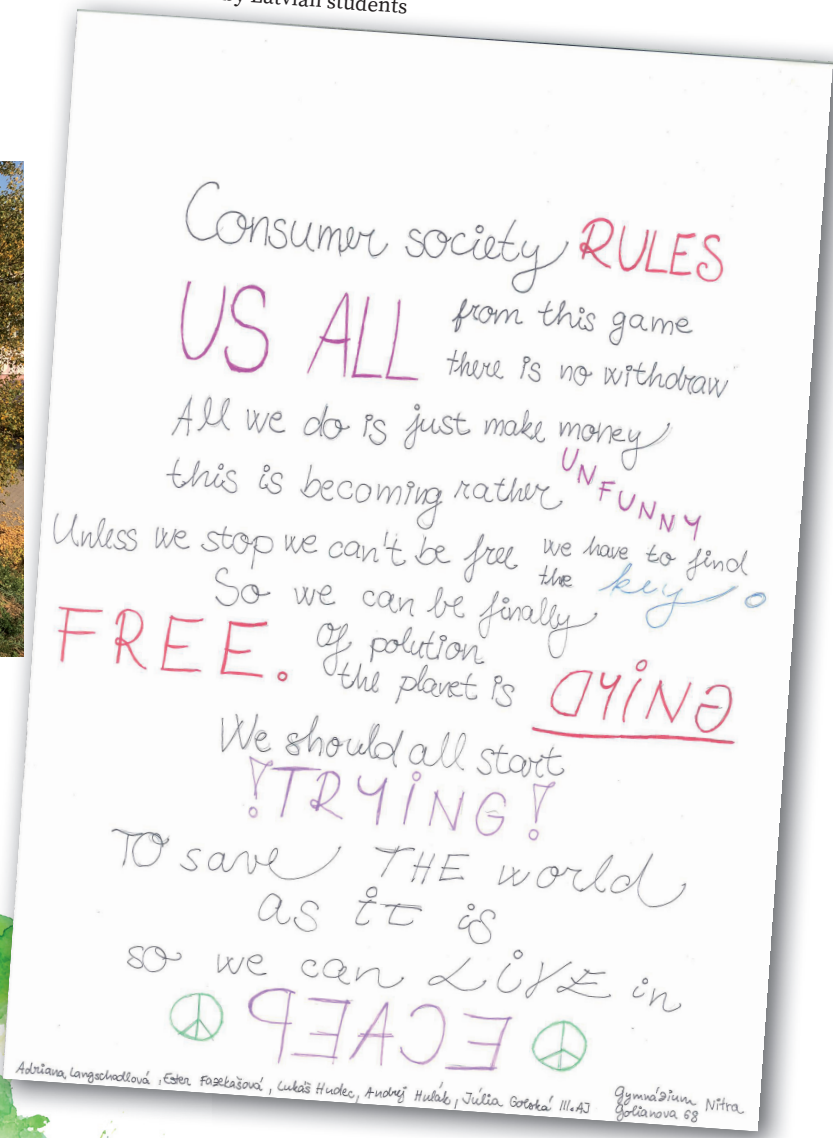 by Latvian students
Consumer society RULES
US ALL from this game
there is no withdraw
All we do is just make money
this is becoming rather UNFUNNY
Unless we stop we can't be free we have to find
the key
So we can be finally
FREE. Of polution
the planet is DYING
We should all start
!TRYING!
TO save THE world
as it is
so we can LiVE in
PEACE
Adriana Langschadlová, Ester Fazekašová, Lukáš Hudec, Andrej Hulák, Júlia Gotská III.AJ Gymnázium Nitra
Golianova 68